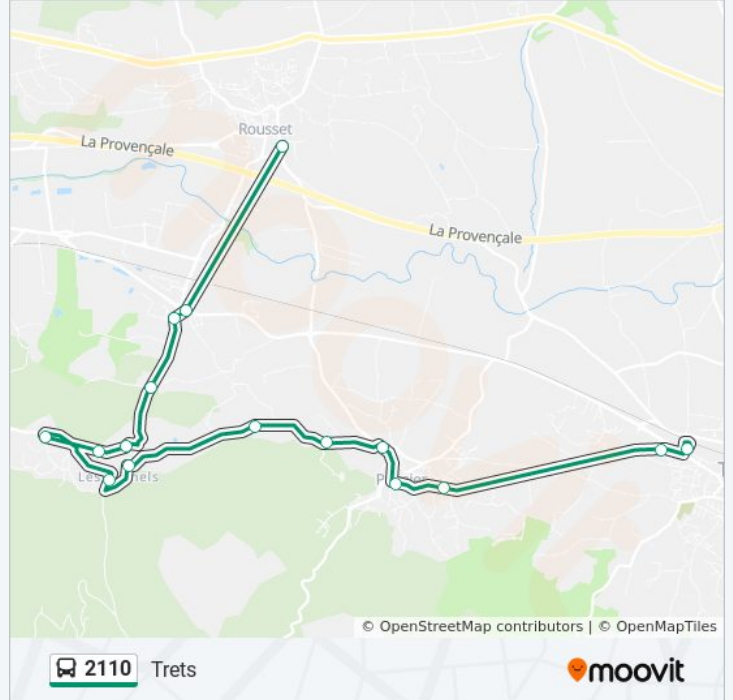 Rousset
La Provençale
La Provençale
© OpenStreetMap contributors | © OpenMapTiles
2110 Trets
moovit